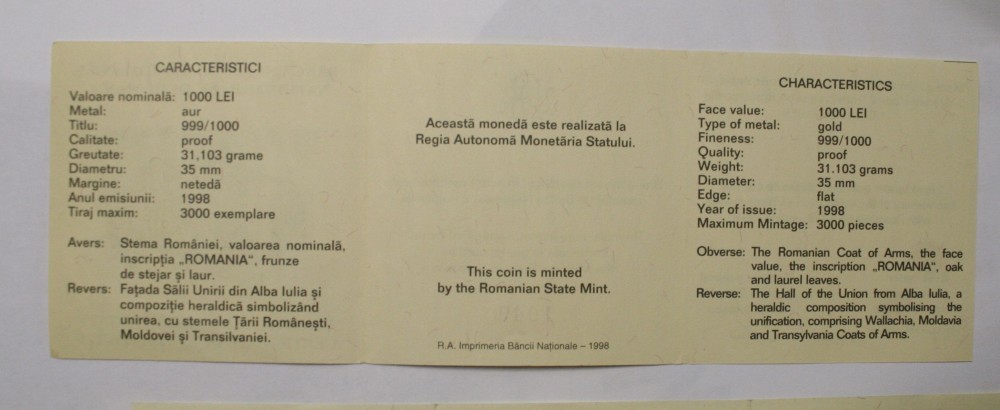 CARACTERISTICI
Valoare nominală: 1000 LEI
Metal: aur
Titlu: 999/1000
Calitate: proof
Greutate: 31,103 grame
Diametru: 35 mm
Margine: netedă
Anul emisiunii: 1998
Tiraj maxim: 3000 exemplare
Avers: Stema României, valoarea nominală,
inscripția „ROMANIA“, frunze
de stejar și laur.
Revers: Fațada Sălii Unirii din Alba Iulia și
compoziție heraldică simbolizând
unirea, cu stemele Țării Românești,
Moldovei și Transilvaniei.
Această monedă este realizată la
Regia Autonomă Monetăria Statului.
This coin is minted
by the Romanian State Mint.
R.A. Imprimeria Băncii Naționale – 1998
CHARACTERISTICS
Face value: 1000 LEI
Type of metal: gold
Fineness: 999/1000
Quality: proof
Weight: 31.103 grams
Diameter: 35 mm
Edge: flat
Year of issue: 1998
Maximum Mintage: 3000 pieces
Obverse: The Romanian Coat of Arms, the face
value, the inscription „ROMANIA“, oak
and laurel leaves.
Reverse: The Hall of the Union from Alba Iulia, a
heraldic composition symbolising the
unification, comprising Wallachia, Moldavia
and Transylvania Coats of Arms.